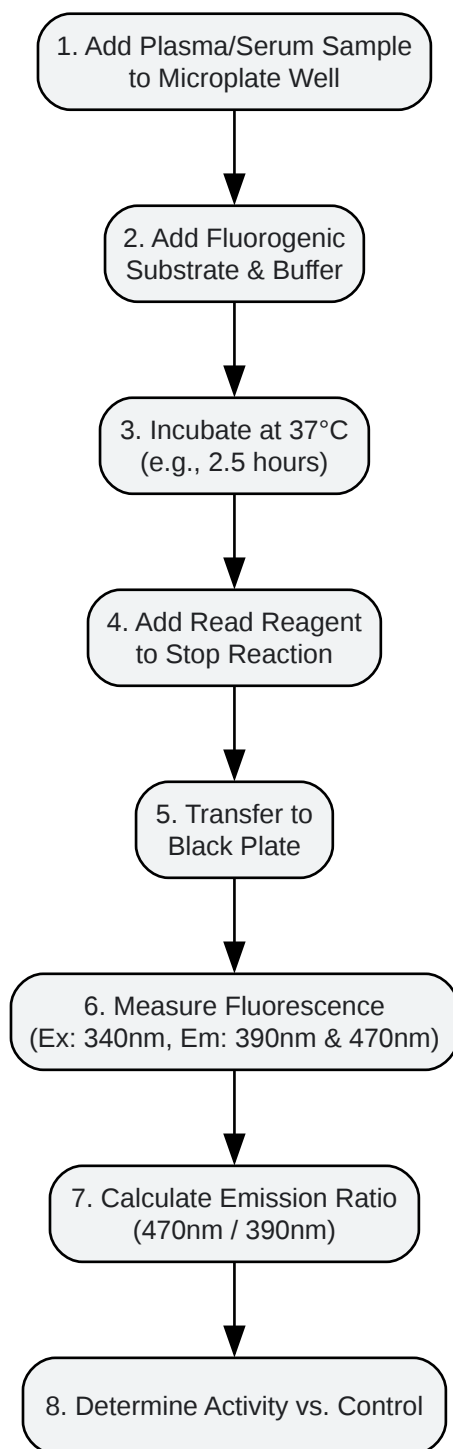 1. Add Plasma/Serum Sample
to Microplate Well
2. Add Fluorogenic
Substrate & Buffer
3. Incubate at 37°C
(e.g., 2.5 hours)
4. Add Read Reagent
to Stop Reaction
5. Transfer to
Black Plate
6. Measure Fluorescence
(Ex: 340nm, Em: 390nm & 470nm)
7. Calculate Emission Ratio
(470nm / 390nm)
8. Determine Activity vs. Control